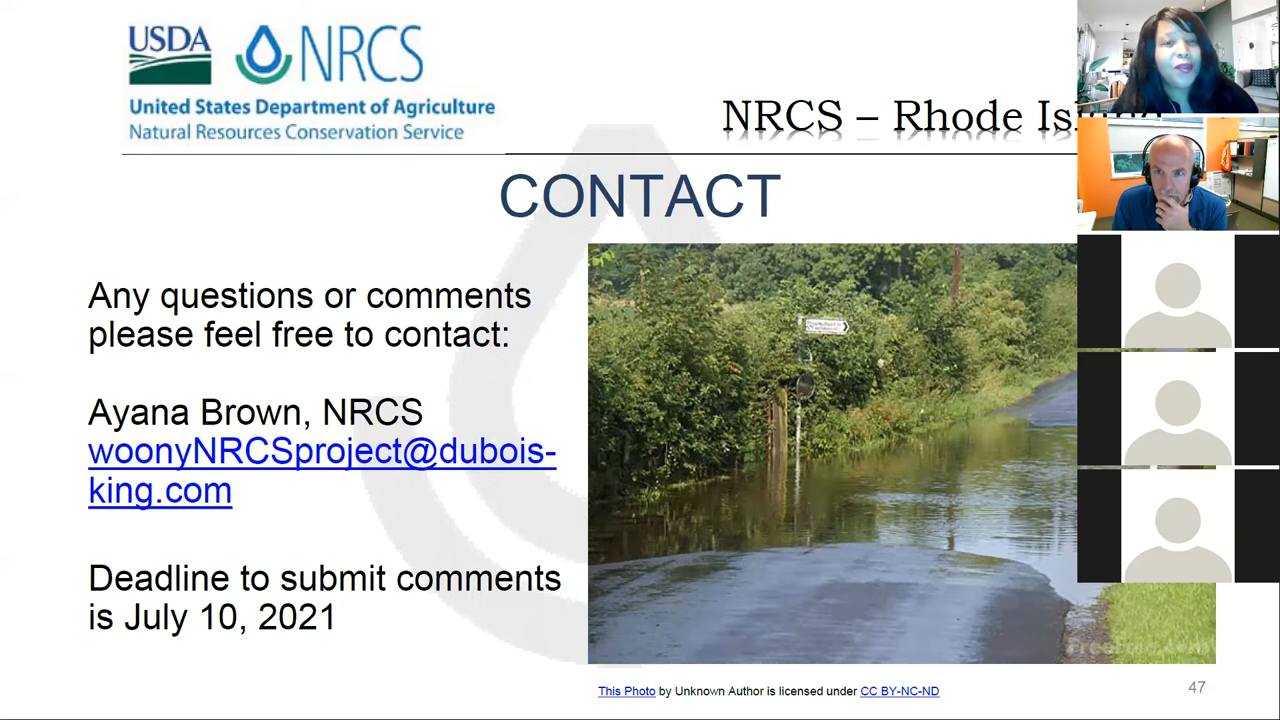 USDA
NRCS
United States Department of Agriculture
Natural Resources Conservation Service
NRCS – Rhode Island
CONTACT
Any questions or comments
please feel free to contact:
Ayana Brown, NRCS
woonyNRCSproject@dubois-
king.com
Deadline to submit comments
is July 10, 2021
This Photo by Unknown Author is licensed under CC BY-NC-ND
47